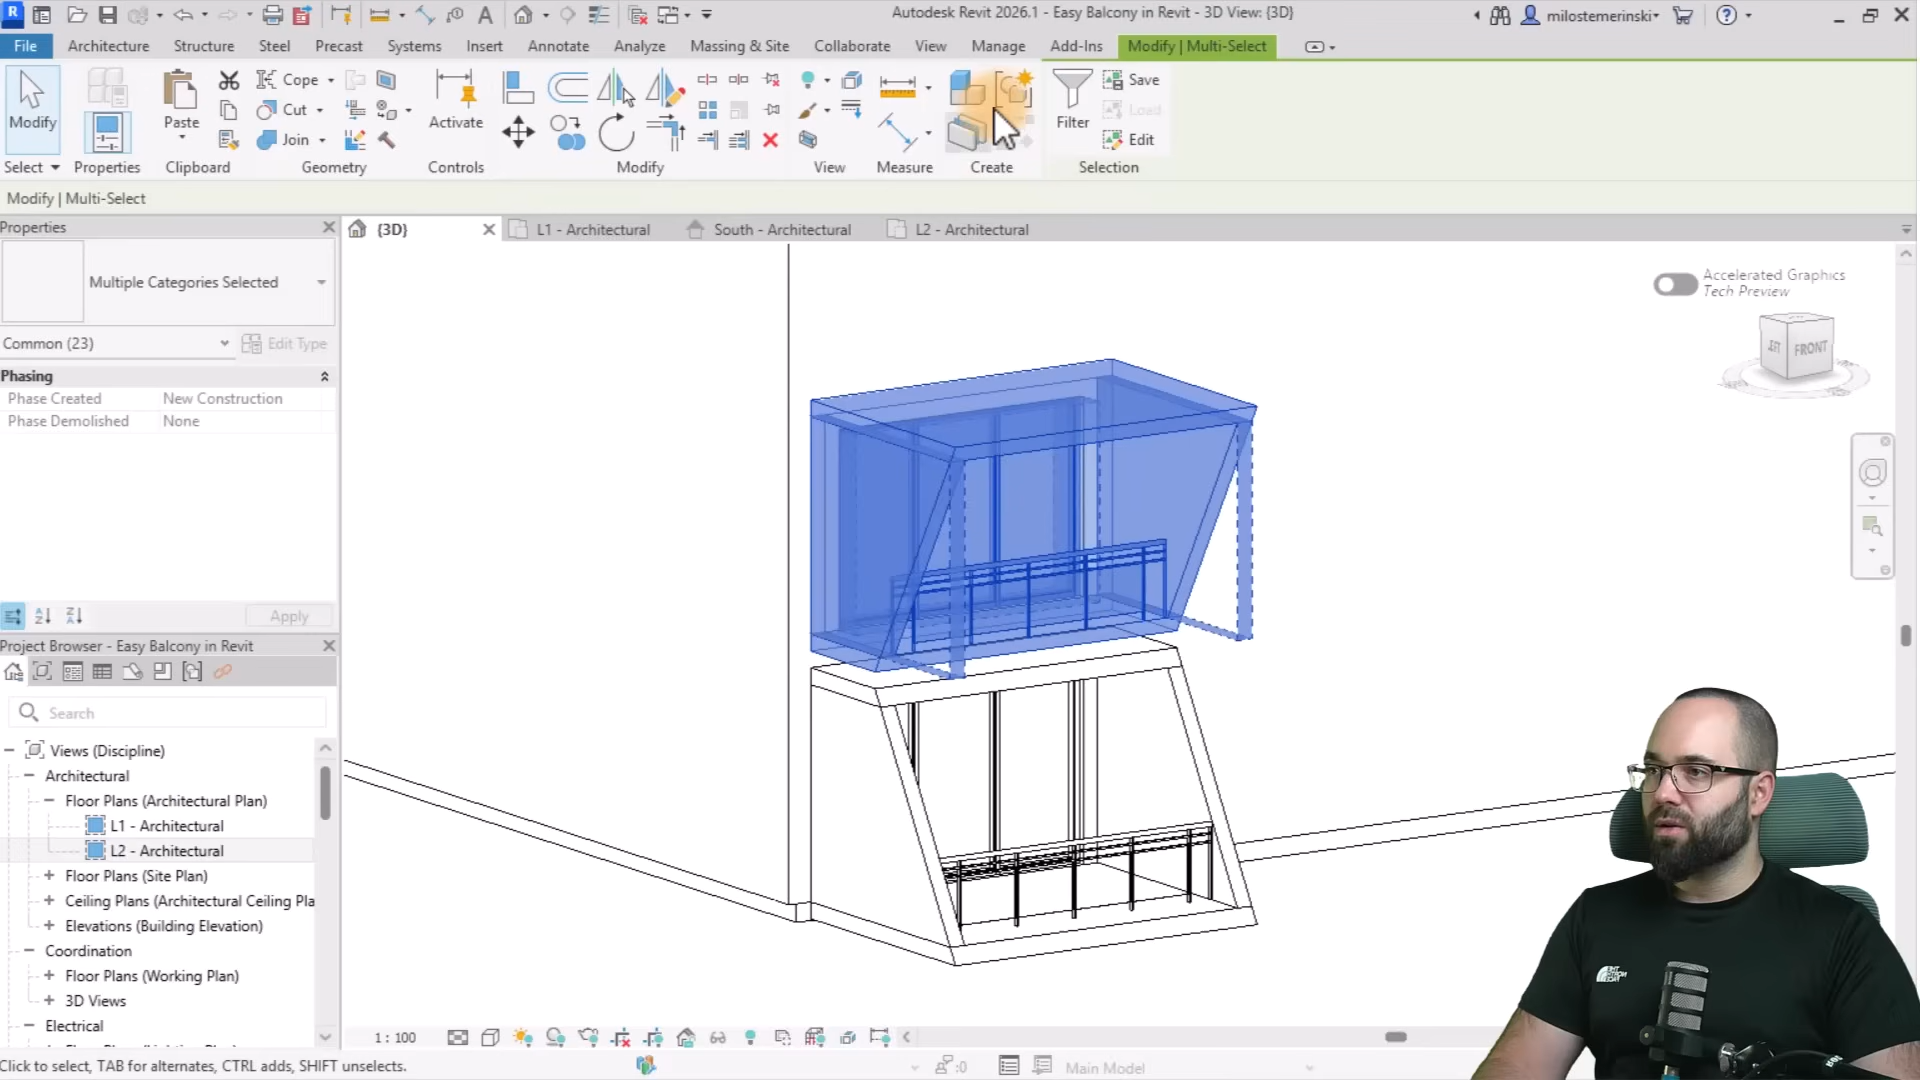 Autodesk Revit 2026.1 - Easy Balcony in Revit - 3D View: {3D}
milostemerinski
File
Architecture
Structure
Steel
Precast
Systems
Insert
Annotate
Analyze
Massing & Site
Collaborate
View
Manage
Add-Ins
Modify | Multi-Select
Modify
Paste
Cope
Cut
Join
Activate
Filter
Save
Load
Edit
Select
Properties
Clipboard
Geometry
Controls
Modify
View
Measure
Create
Selection
Modify | Multi-Select
Properties
{3D}
L1 - Architectural
South - Architectural
L2 - Architectural
Multiple Categories Selected
Common (23)
Edit Type
Phasing
Phase Created
New Construction
Phase Demolished
None
Apply
Accelerated Graphics
Tech Preview
FRONT
Project Browser - Easy Balcony in Revit
Search
Views (Discipline)
Architectural
Floor Plans (Architectural Plan)
L1 - Architectural
L2 - Architectural
Floor Plans (Site Plan)
Ceiling Plans (Architectural Ceiling Pla
Elevations (Building Elevation)
Coordination
Floor Plans (Working Plan)
3D Views
Electrical
1 : 100
Click to select, TAB for alternates, CTRL adds, SHIFT unselects.
:0
Main Model